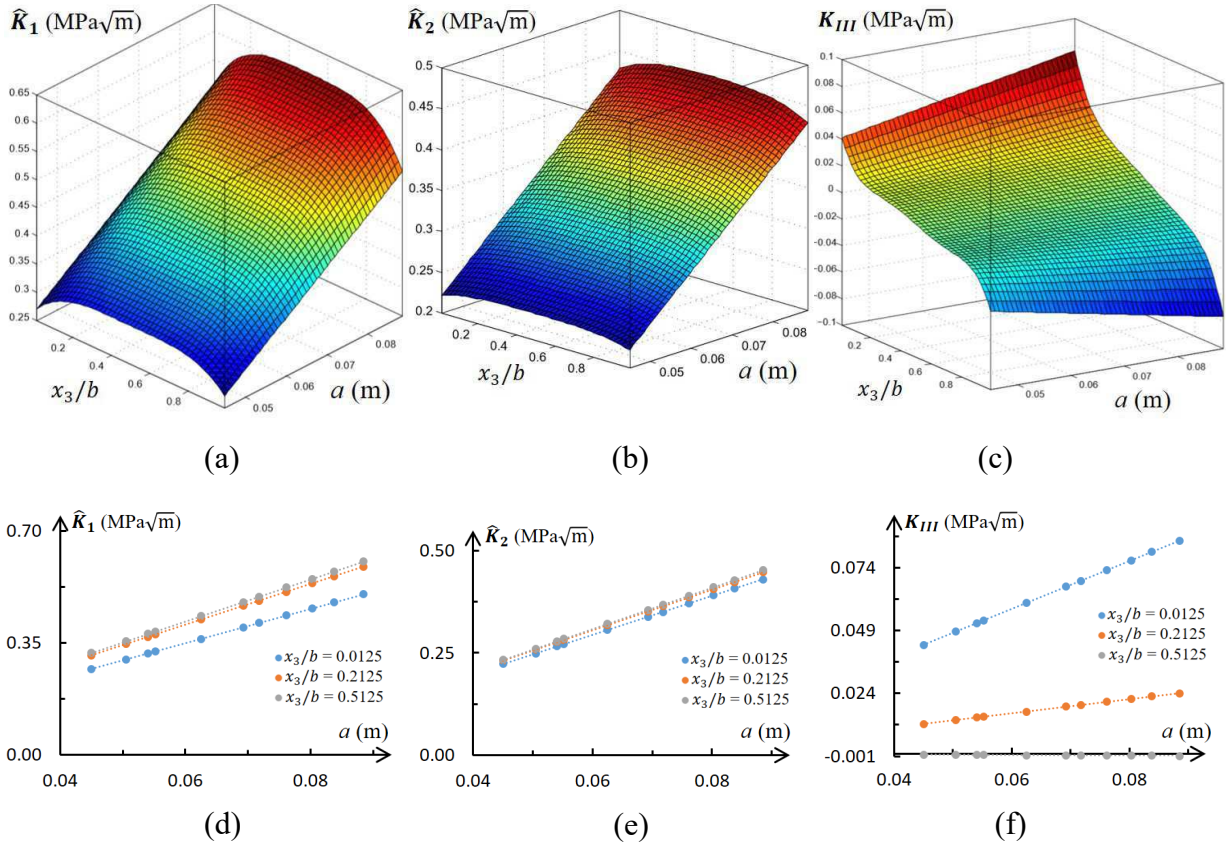 K̂₁ (MPa√m)
0.65
0.6
0.55
0.5
0.45
0.4
0.35
0.3
0.25
0.2
0.4
0.6
0.8
x₃/b
0.05
0.06
0.07
0.08
a (m)
(a)
K̂₂ (MPa√m)
0.5
0.45
0.4
0.35
0.3
0.25
0.2
0.2
0.4
0.6
0.8
x₃/b
0.05
0.06
0.07
0.08
a (m)
(b)
K_III (MPa√m)
0.1
0.08
0.06
0.04
0.02
0
-0.02
-0.04
-0.06
-0.08
-0.1
0.2
0.4
0.6
0.8
x₃/b
0.05
0.06
0.07
0.08
a (m)
(c)
K̂₁ (MPa√m)
0.70
0.35
0.00
x₃/b = 0.0125
x₃/b = 0.2125
x₃/b = 0.5125
a (m)
0.04 0.06 0.08
(d)
K̂₂ (MPa√m)
0.50
0.25
0.00
x₃/b = 0.0125
x₃/b = 0.2125
x₃/b = 0.5125
a (m)
0.04 0.06 0.08
(e)
K_III (MPa√m)
0.074
0.049
0.024
-0.001
x₃/b = 0.0125
x₃/b = 0.2125
x₃/b = 0.5125
a (m)
0.04 0.06 0.08
(f)